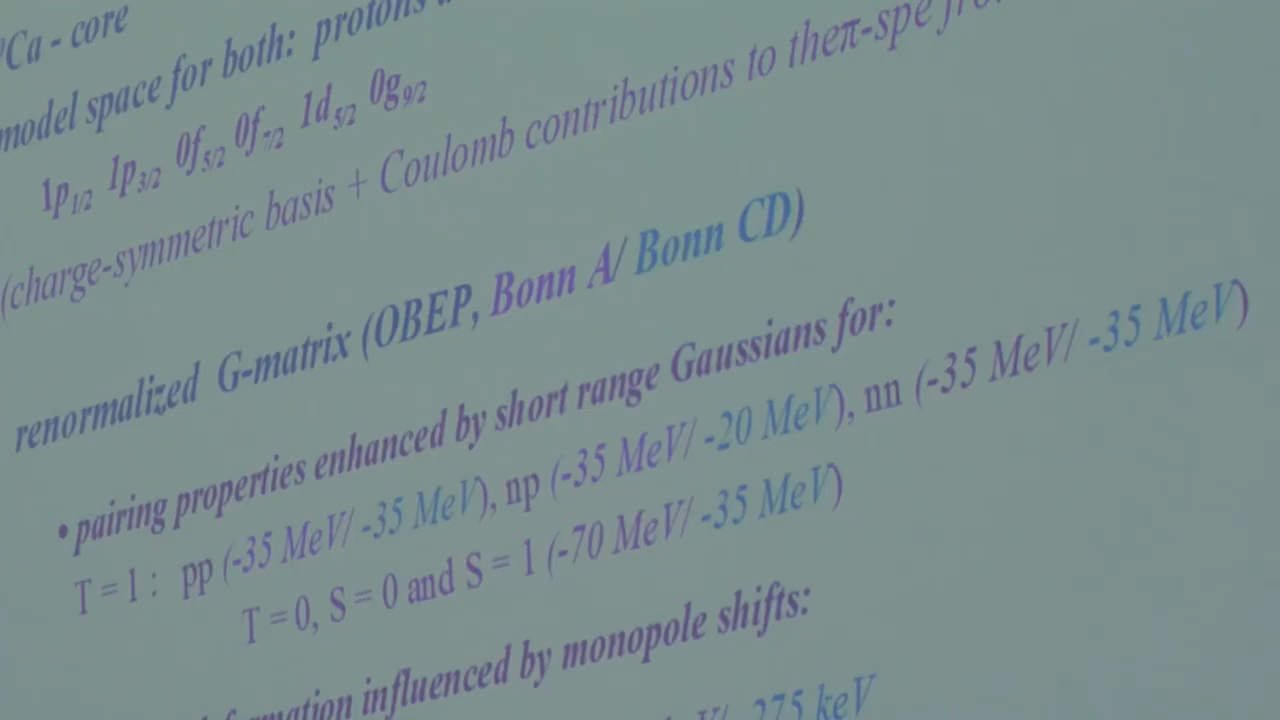 Ca - core
model space for both: protons
1p1/2 1p3/2 0f5/2 0f7/2 1d5/2 0g9/2
(charge-symmetric basis + Coulomb contributions to theπ-spe from
renormalized G-matrix (OBEP, Bonn A/ Bonn CD)
• pairing properties enhanced by short range Gaussians for:
T = 1 : pp (-35 MeV/ -35 MeV), np (-35 MeV/ -20 MeV), nn (-35 MeV/ -35 MeV)
T = 0, S = 0 and S = 1 (-70 MeV/ -35 MeV)
influenced by monopole shifts:
275 keV